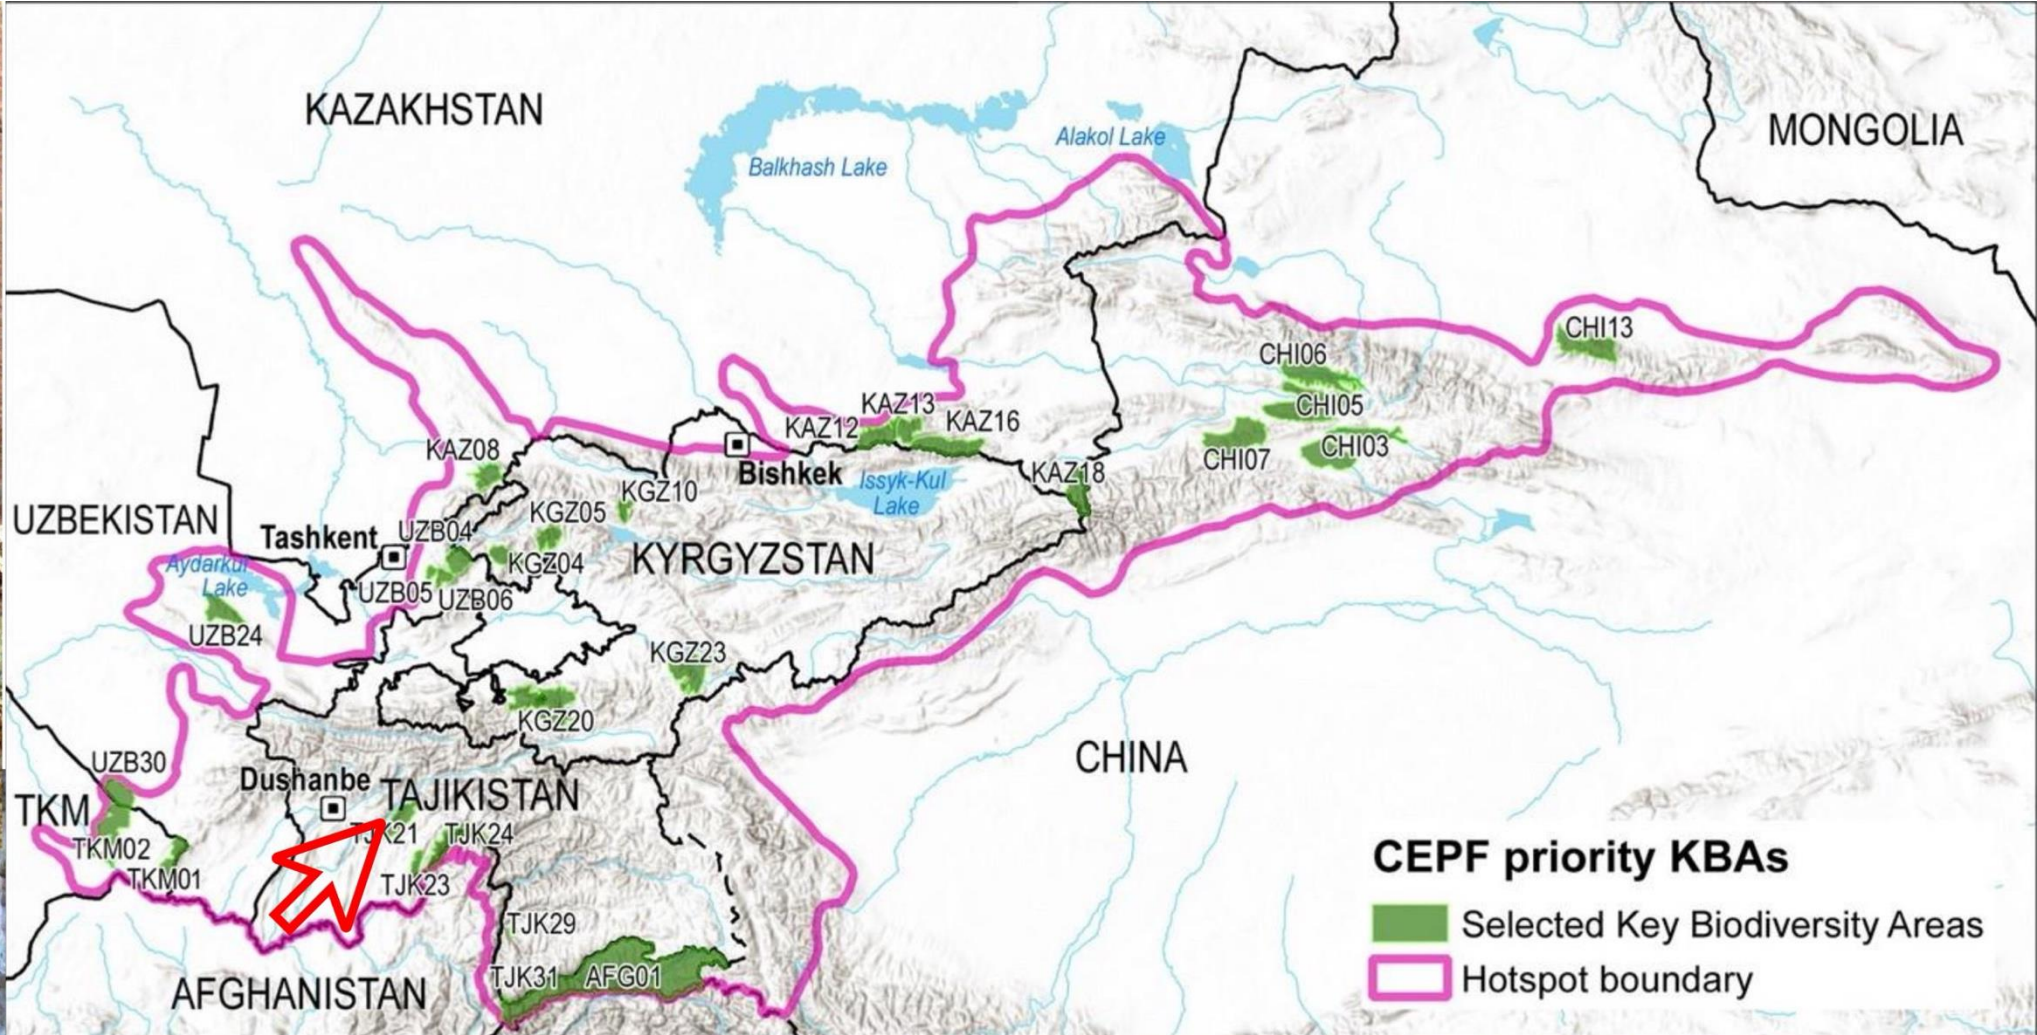 KAZAKHSTAN
MONGOLIA
Alakol Lake
Balkhash Lake
CHI13
CHI06
KAZ13
CHI05
KAZ12
KAZ16
KAZ08
CHI03
Bishkek
CHI07
KAZ18
Issyk-Kul
Lake
KGZ10
UZBEKISTAN
KGZ05
Tashkent
UZB04
KYRGYZSTAN
KGZ04
Aydarkul
Lake
UZB05
UZB06
UZB24
KGZ23
KGZ20
CHINA
UZB30
Dushanbe
TAJIKISTAN
TKM
TJK21
TJK24
TKM02
TKM01
TJK23
TJK29
TJK31
AFG01
AFGHANISTAN
CEPF priority KBAs
Selected Key Biodiversity Areas
Hotspot boundary